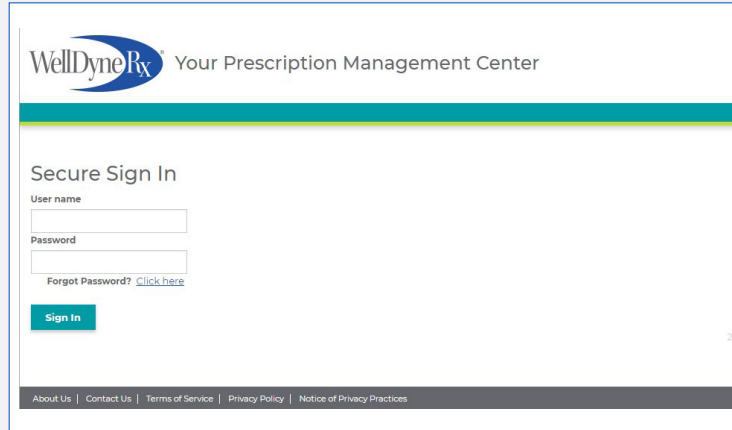 WellDyneRx® Your Prescription Management Center
Secure Sign In
User name
Password
Forgot Password? Click here
Sign In
2
About Us | Contact Us | Terms of Service | Privacy Policy | Notice of Privacy Practices